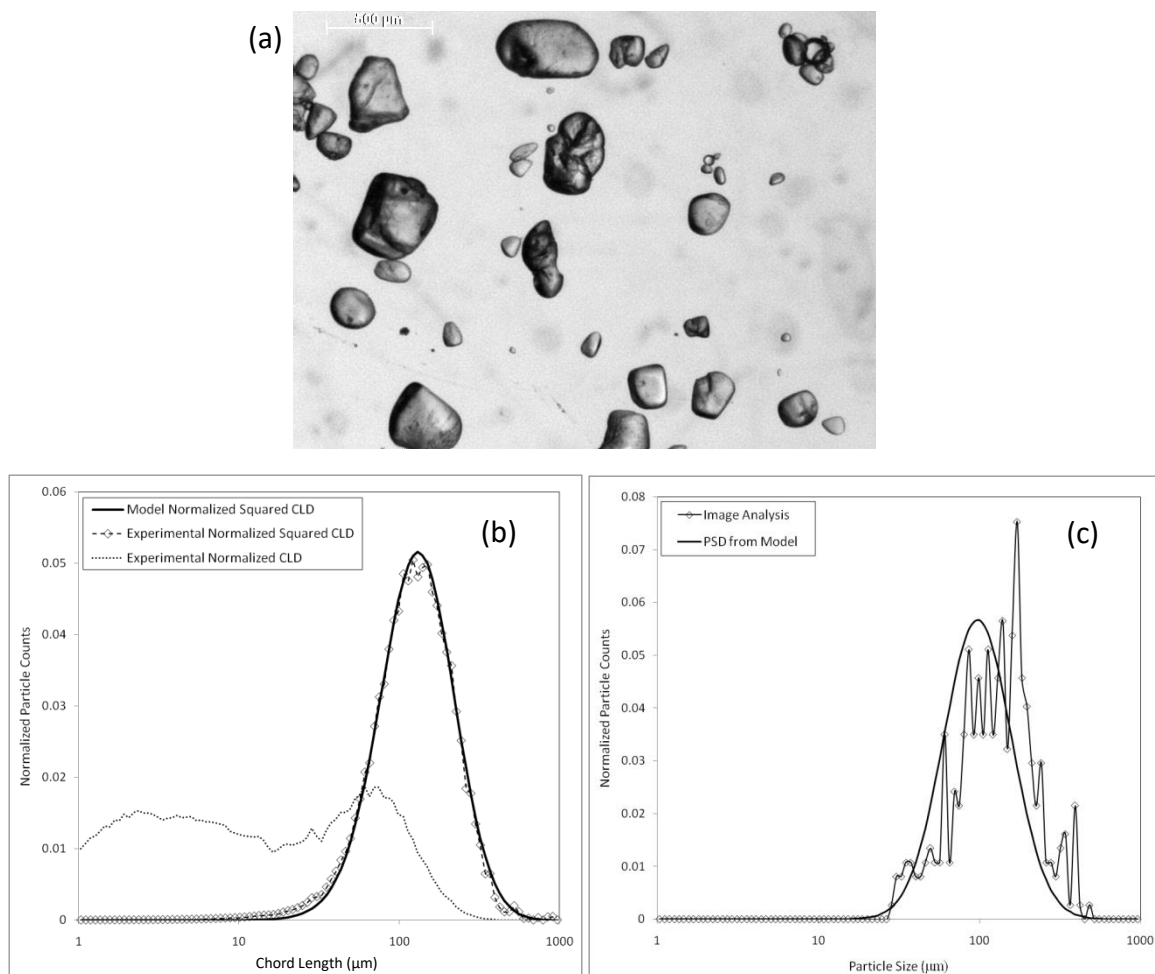 (a)
500 µm
(b)
0.06
0.05
0.04
0.03
0.02
0.01
0
Normalized Particle Counts
Model Normalized Squared CLD
Experimental Normalized Squared CLD
Experimental Normalized CLD
1
10
100
1000
Chord Length (µm)
(c)
0.08
0.07
0.06
0.05
0.04
0.03
0.02
0.01
0
Normalized Particle Counts
Image Analysis
PSD from Model
1
10
100
1000
Particle Size (µm)